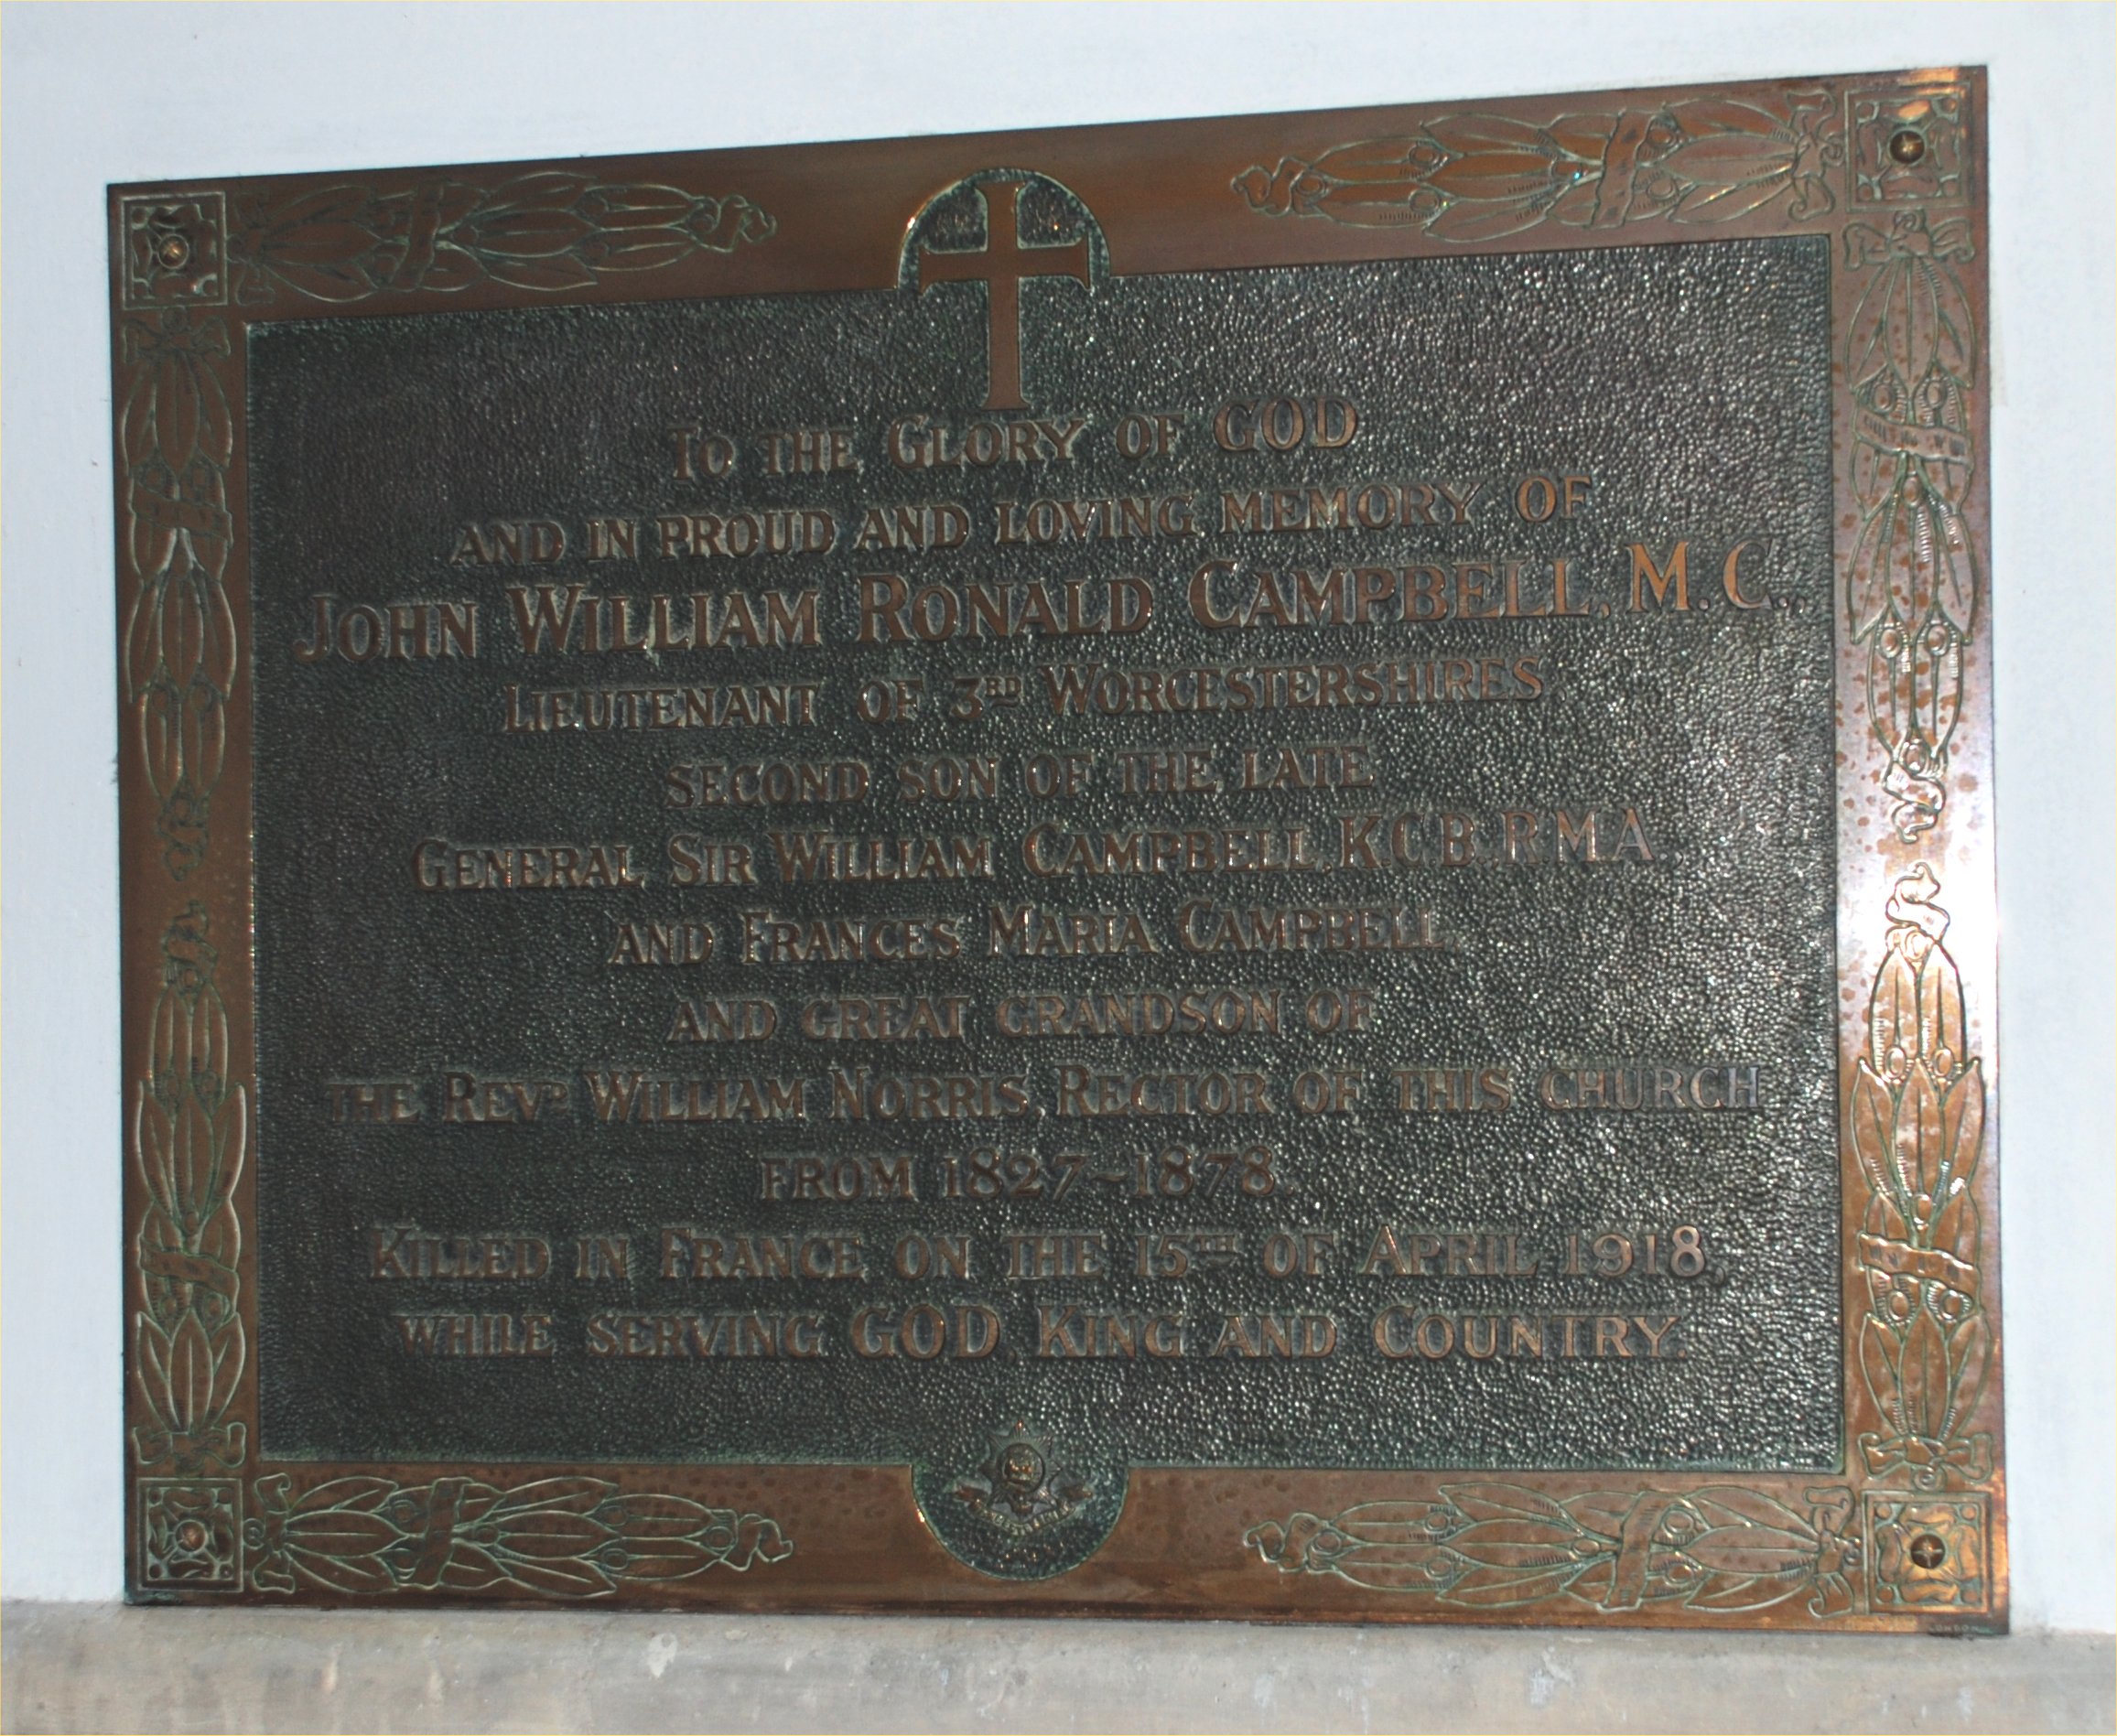 To the Glory of GOD
and in proud and loving memory of
John William Ronald Campbell, M.C.,
Lieutenant of 3RD Worcestershires
second son of the late
General Sir William Campbell, K.C.B. R.M.A.,
and Frances Maria Campbell
and great grandson of
the Revd William Norris, Rector of this church
from 1827-1878.
Killed in France on the 15TH of April 1918,
while serving GOD, King and Country.
LONDON